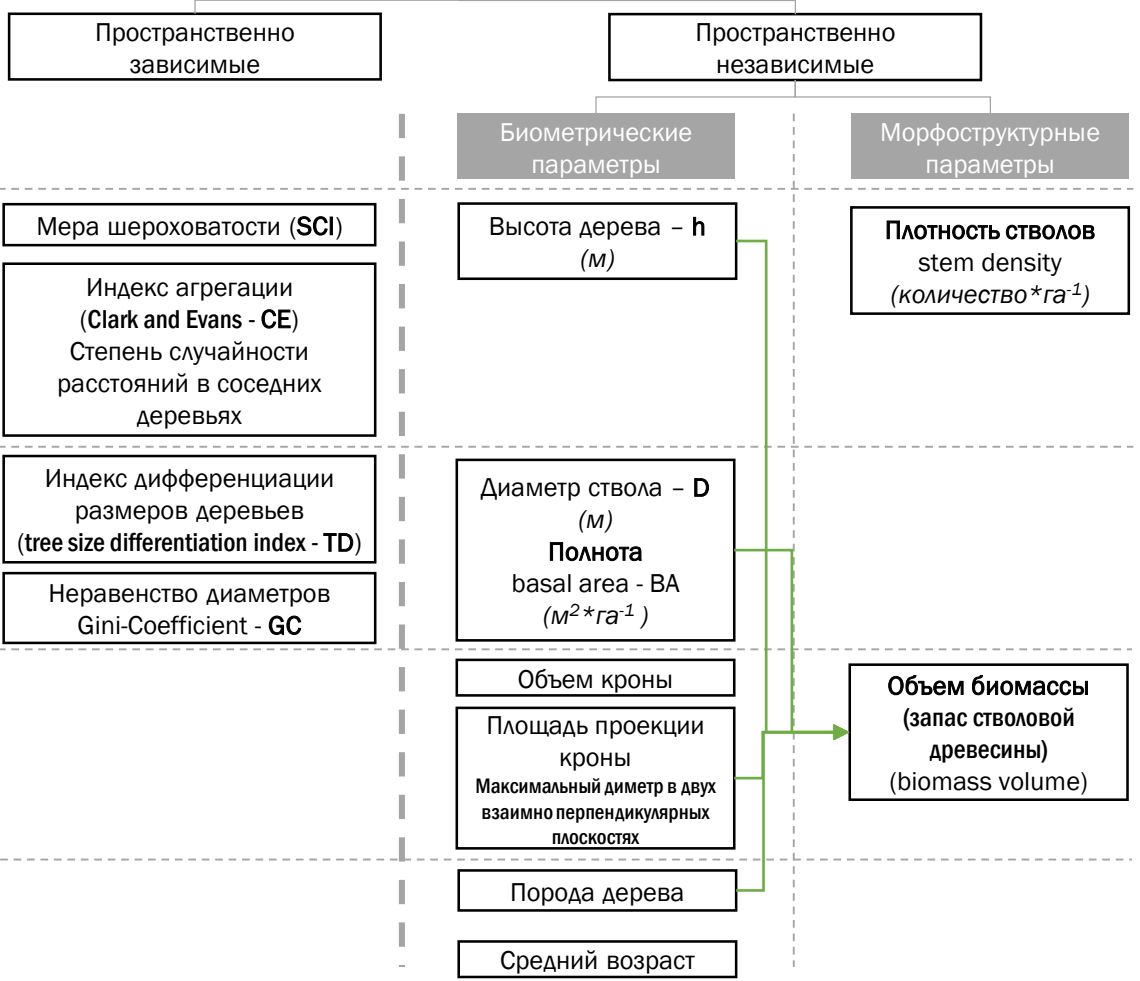 Пространственно
зависимые
Пространственно
независимые
Биометрические
параметры
Морфоструктурные
параметры
Мера шероховатости (SCI)
Индекс агрегации
(Clark and Evans - CE)
Степень случайности
расстояний в соседних
деревьях
Индекс дифференциации
размеров деревьев
(tree size differentiation index - TD)
Неравенство диаметров
Gini-Coefficient - GC
Высота дерева – h
(м)
Диаметр ствола – D
(м)
Полнота
basal area - BA
(м²*га⁻¹ )
Объем кроны
Площадь проекции
кроны
Максимальный диметр в двух
взаимно перпендикулярных
плоскостях
Порода дерева
Средний возраст
Плотность стволов
stem density
(количество*га⁻¹)
Объем биомассы
(запас стволовой
древесины)
(biomass volume)